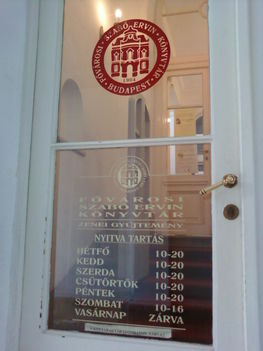 FŐVÁROSI · SZABÓ ERVIN · KÖNYVTÁR
· BUDAPEST ·
1904
FŐVÁROSI
SZABÓ ERVIN
KÖNYVTÁR
ZENEI GYŰJTEMÉNY
NYITVA TARTÁS
HÉTFŐ 10-20
KEDD 10-20
SZERDA 10-20
CSÜTÖRTÖK 10-20
PÉNTEK 10-20
SZOMBAT 10-16
VASÁRNAP ZÁRVA